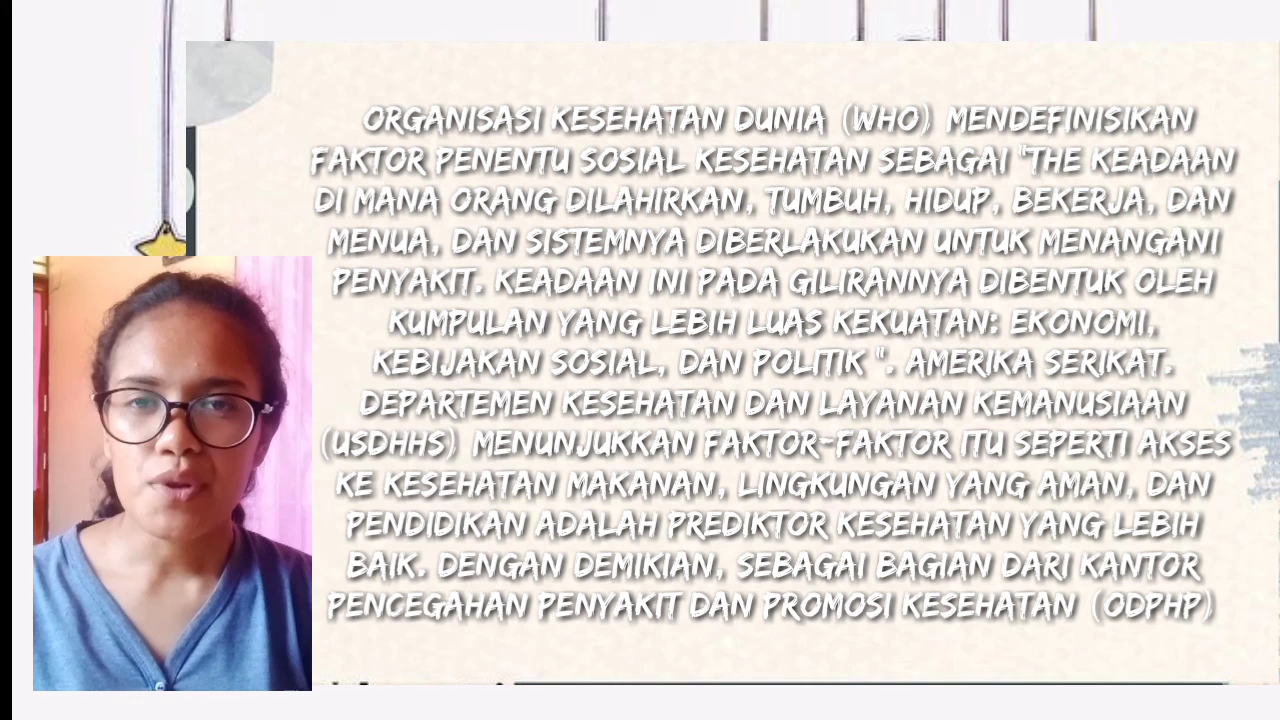 ORGANISASI KESEHATAN DUNIA (WHO) MENDEFINISIKAN
FAKTOR PENENTU SOSIAL KESEHATAN SEBAGAI "THE KEADAAN
DI MANA ORANG DILAHIRKAN, TUMBUH, HIDUP, BEKERJA, DAN
MENUA, DAN SISTEMNYA DIBERLAKUKAN UNTUK MENANGANI
PENYAKIT. KEADAAN INI PADA GILIRANNYA DIBENTUK OLEH
KUMPULAN YANG LEBIH LUAS KEKUATAN: EKONOMI,
KEBIJAKAN SOSIAL, DAN POLITIK ". AMERIKA SERIKAT.
DEPARTEMEN KESEHATAN DAN LAYANAN KEMANUSIAAN
(USDHHS) MENUNJUKKAN FAKTOR-FAKTOR ITU SEPERTI AKSES
KE KESEHATAN MAKANAN, LINGKUNGAN YANG AMAN, DAN
PENDIDIKAN ADALAH PREDIKTOR KESEHATAN YANG LEBIH
BAIK. DENGAN DEMIKIAN, SEBAGAI BAGIAN DARI KANTOR
PENCEGAHAN PENYAKIT DAN PROMOSI KESEHATAN (ODPHP)